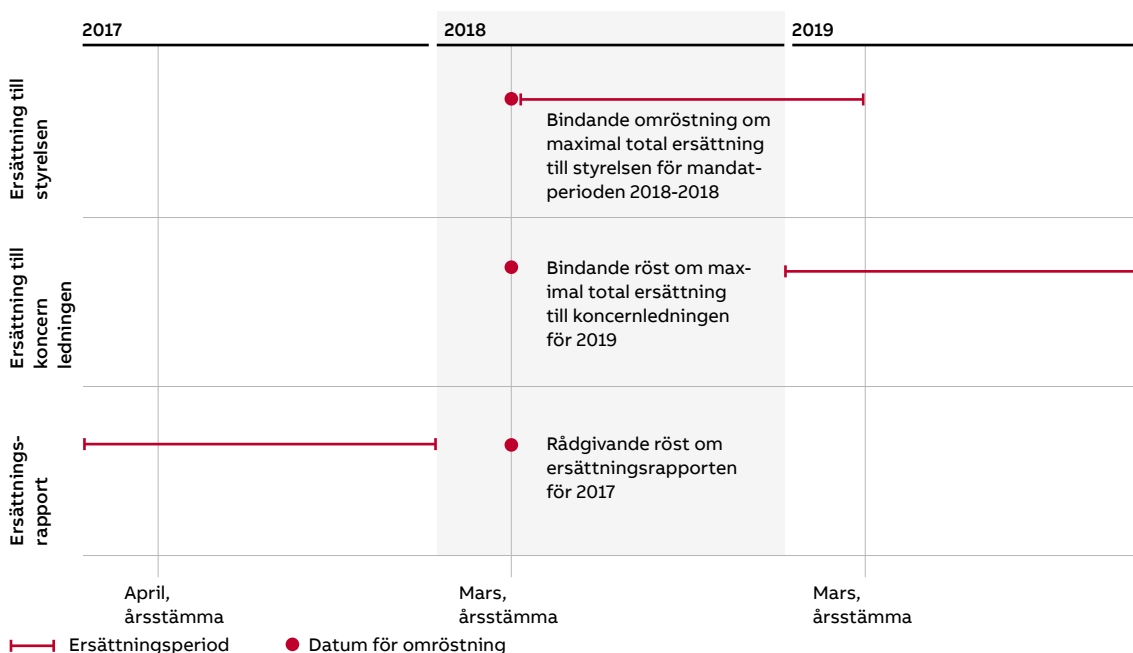 2017
2018
2019
Ersättning till
styrelsen
Bindande omröstning om
maximal total ersättning
till styrelsen för mandat-
perioden 2018-2018
Ersättning till
koncern
ledningen
Bindande röst om max-
imal total ersättning
till koncernledningen
för 2019
Ersättnings-
rapport
Rådgivande röst om
ersättningsrapporten
för 2017
April,
årsstämma
Mars,
årsstämma
Mars,
årsstämma
Ersättningsperiod
Datum för omröstning